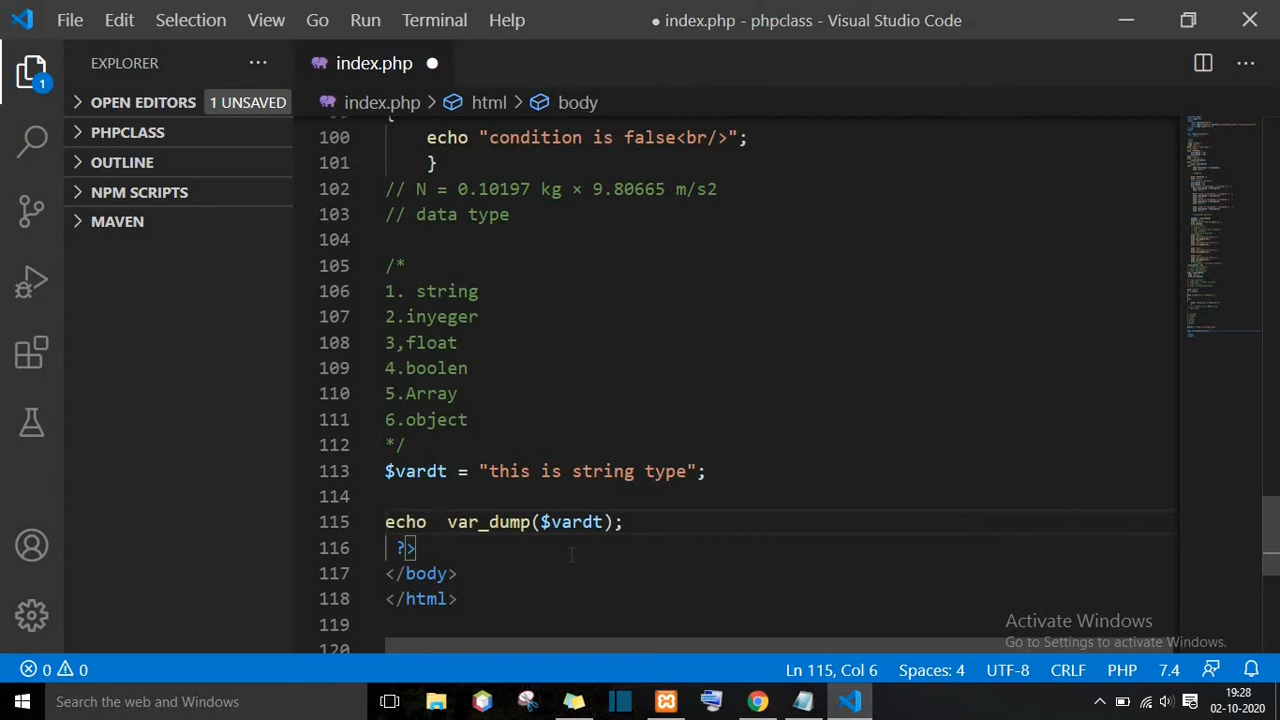 File Edit Selection View Go Run Terminal Help ● index.php - phpclass - Visual Studio Code
EXPLORER ··· index.php ●
OPEN EDITORS 1 UNSAVED
index.php > html > body
PHPCLASS
OUTLINE
NPM SCRIPTS
MAVEN
1
{
100 echo "condition is false<br/>";
101 }
102 // N = 0.10197 kg × 9.80665 m/s2
103 // data type
104
105 /*
106 1. string
107 2.inyeger
108 3,float
109 4.boolen
110 5.Array
111 6.object
112 */
113 $vardt = "this is string type";
114
115 echo  var_dump($vardt);
116 ?>
117 </body>
118 </html>
119
120
Activate Windows
Go to Settings to activate Windows.
0 0 Ln 115, Col 6 Spaces: 4 UTF-8 CRLF PHP 7.4
Search the web and Windows
19:28
02-10-2020